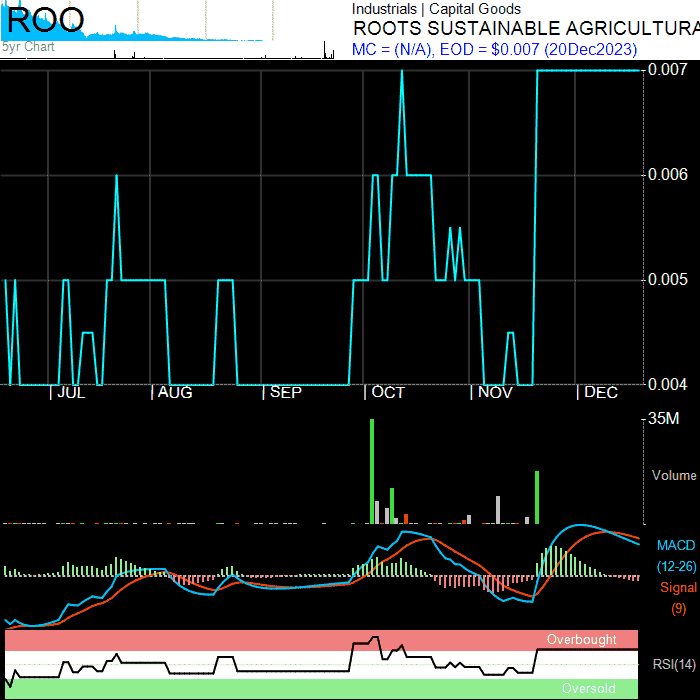 ROO
5yr Chart
Industrials | Capital Goods
ROOTS SUSTAINABLE AGRICULTURA
MC = (N/A), EOD = $0.007 (20Dec2023)
0.007
0.006
0.005
0.004
JUL
AUG
SEP
OCT
NOV
DEC
35M
Volume
MACD
(12-26)
Signal
(9)
Overbought
RSI(14)
Oversold